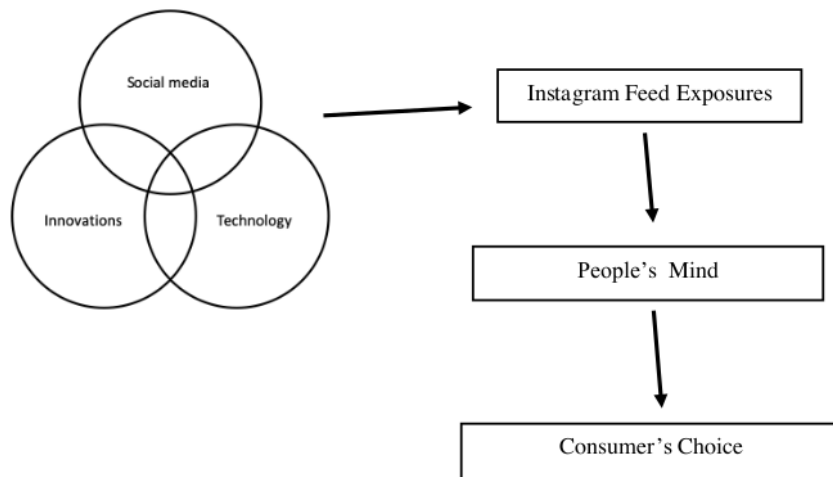 Social media
Innovations
Technology
Instagram Feed Exposures
People’s Mind
Consumer’s Choice